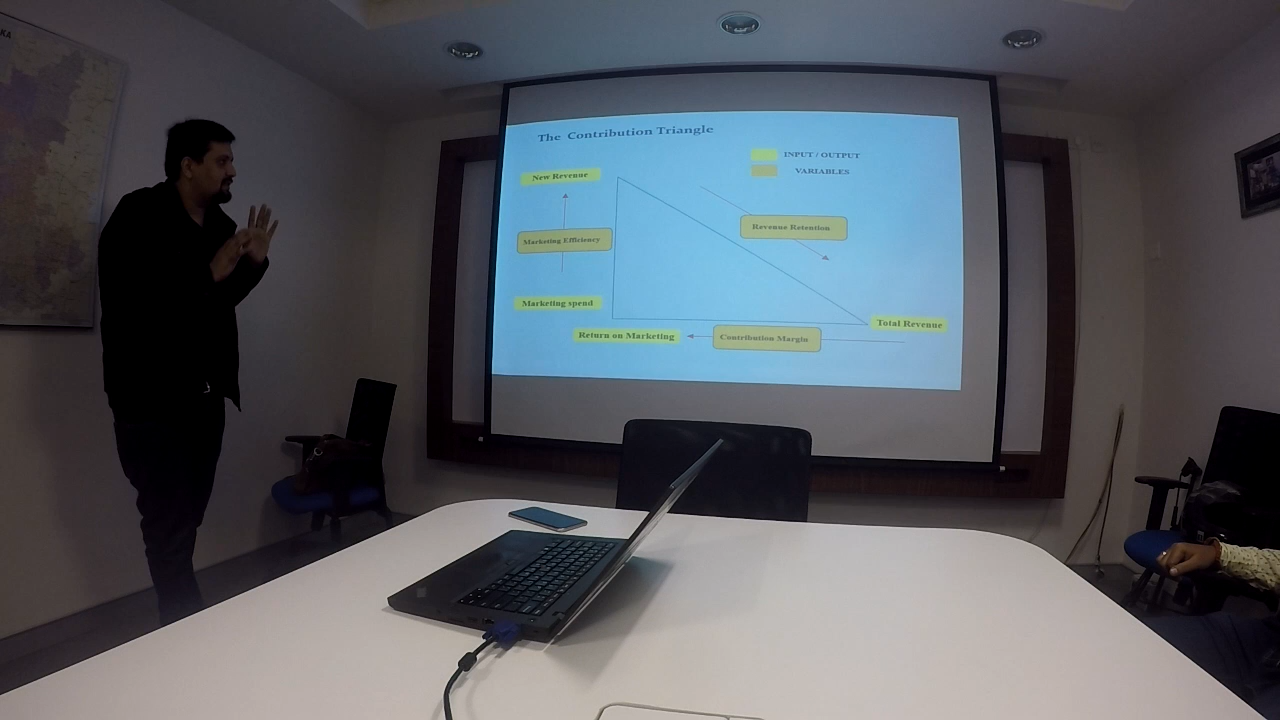 KA
The Contribution Triangle
INPUT / OUTPUT
VARIABLES
New Revenue
Revenue Retention
Marketing Efficiency
Marketing spend
Total Revenue
Return on Marketing
Contribution Margin